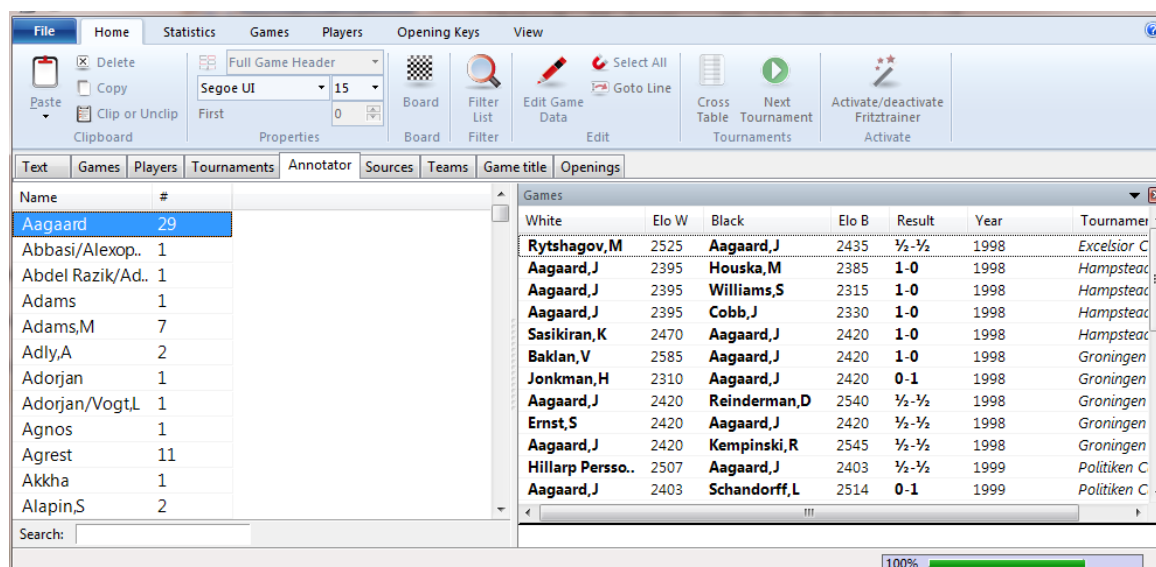 File Home Statistics Games Players Opening Keys View
Delete Full Game Header Select All
Copy Segoe UI 15 Goto Line
Paste Board Filter List Edit Game Data Cross Table Next Tournament Activate/deactivate Fritztrainer
Clip or Unclip First 0
Clipboard Properties Board Filter Edit Tournaments Activate
Text Games Players Tournaments Annotator Sources Teams Game title Openings
Name #
Aagaard 29
Abbasi/Alexop.. 1
Abdel Razik/Ad.. 1
Adams 1
Adams,M 7
Adly,A 2
Adorjan 1
Adorjan/Vogt,L 1
Agnos 1
Agrest 11
Akkha 1
Alapin,S 2
Search:
Games
White Elo W Black Elo B Result Year Tournamer
Rytshagov,M 2525 Aagaard,J 2435 ½-½ 1998 Excelsior C
Aagaard,J 2395 Houska,M 2385 1-0 1998 Hampstead
Aagaard,J 2395 Williams,S 2315 1-0 1998 Hampstead
Aagaard,J 2395 Cobb,J 2330 1-0 1998 Hampstead
Sasikiran,K 2470 Aagaard,J 2420 1-0 1998 Hampstead
Baklan,V 2585 Aagaard,J 2420 1-0 1998 Groningen
Jonkman,H 2310 Aagaard,J 2420 0-1 1998 Groningen
Aagaard,J 2420 Reinderman,D 2540 ½-½ 1998 Groningen
Ernst,S 2420 Aagaard,J 2420 ½-½ 1998 Groningen
Aagaard,J 2420 Kempinski,R 2545 ½-½ 1998 Groningen
Hillarp Persso.. 2507 Aagaard,J 2403 ½-½ 1999 Politiken C
Aagaard,J 2403 Schandorff,L 2514 0-1 1999 Politiken C
100%